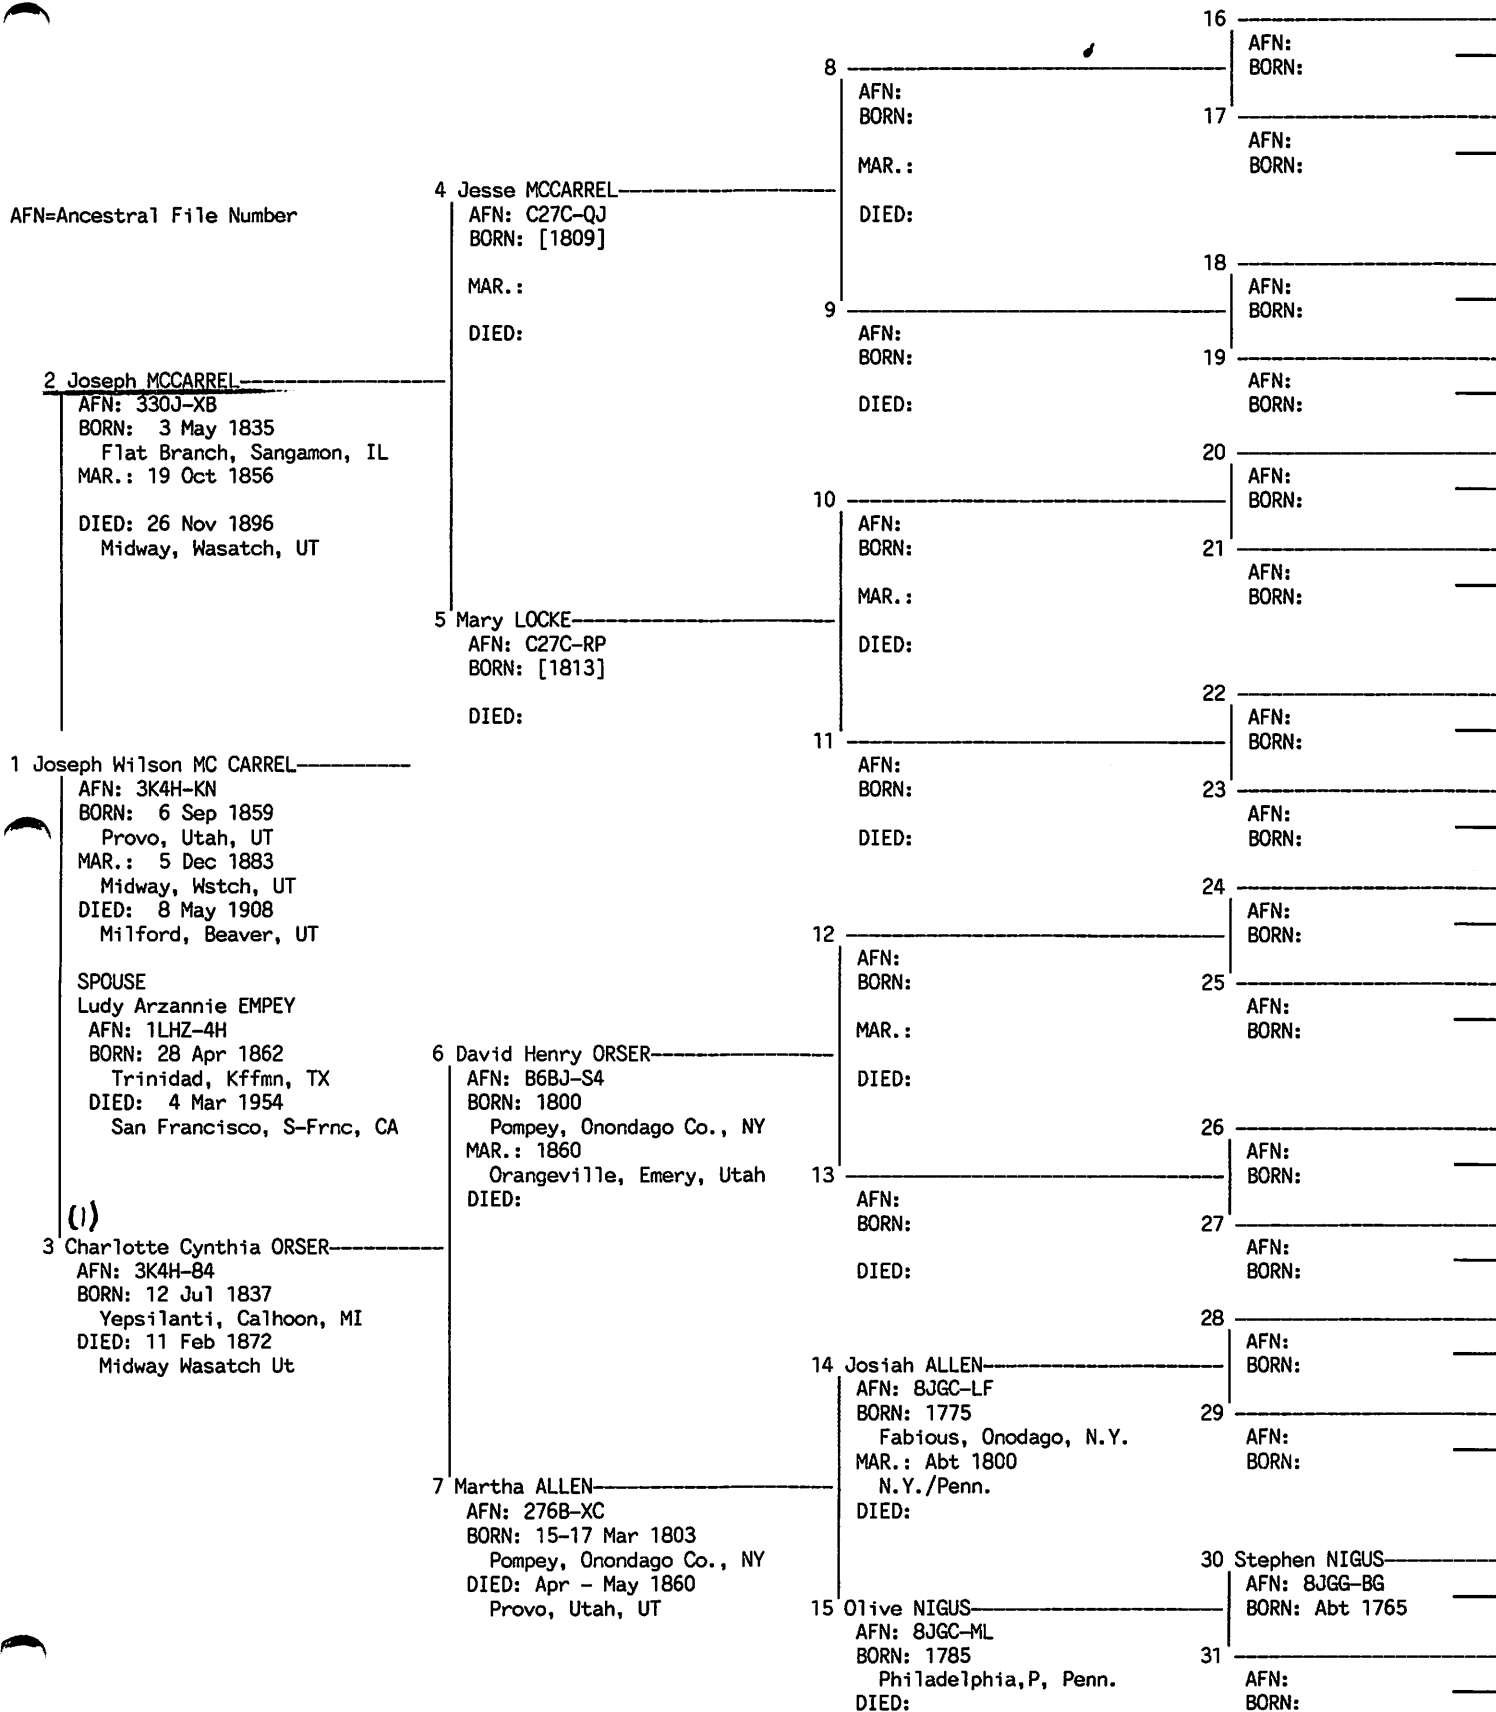 AFN=Ancestral File Number
1 Joseph Wilson MC CARREL
AFN: 3K4H-KN
BORN: 6 Sep 1859
Provo, Utah, UT
MAR.: 5 Dec 1883
Midway, Wstch, UT
DIED: 8 May 1908
Milford, Beaver, UT
SPOUSE
Ludy Arzannie EMPEY
AFN: 1LHZ-4H
BORN: 28 Apr 1862
Trinidad, Kffmn, TX
DIED: 4 Mar 1954
San Francisco, S-Frnc, CA
2 Joseph MCCARREL
AFN: 330J-XB
BORN: 3 May 1835
Flat Branch, Sangamon, IL
MAR.: 19 Oct 1856
DIED: 26 Nov 1896
Midway, Wasatch, UT
(1)
3 Charlotte Cynthia ORSER
AFN: 3K4H-84
BORN: 12 Jul 1837
Yepsilanti, Calhoon, MI
DIED: 11 Feb 1872
Midway Wasatch Ut
4 Jesse MCCARREL
AFN: C27C-QJ
BORN: [1809]
MAR.:
DIED:
5 Mary LOCKE
AFN: C27C-RP
BORN: [1813]
DIED:
6 David Henry ORSER
AFN: B6BJ-S4
BORN: 1800
Pompey, Onondago Co., NY
MAR.: 1860
Orangeville, Emery, Utah
DIED:
7 Martha ALLEN
AFN: 276B-XC
BORN: 15-17 Mar 1803
Pompey, Onondago Co., NY
DIED: Apr - May 1860
Provo, Utah, UT
8
AFN:
BORN:
MAR.:
DIED:
9
AFN:
BORN:
DIED:
10
AFN:
BORN:
MAR.:
DIED:
11
AFN:
BORN:
DIED:
12
AFN:
BORN:
MAR.:
DIED:
13
AFN:
BORN:
DIED:
14 Josiah ALLEN
AFN: 8JGC-LF
BORN: 1775
Fabious, Onodago, N.Y.
MAR.: Abt 1800
N.Y./Penn.
DIED:
15 Olive NIGUS
AFN: 8JGC-ML
BORN: 1785
Philadelphia,P, Penn.
DIED:
16
AFN:
BORN:
17
AFN:
BORN:
18
AFN:
BORN:
19
AFN:
BORN:
20
AFN:
BORN:
21
AFN:
BORN:
22
AFN:
BORN:
23
AFN:
BORN:
24
AFN:
BORN:
25
AFN:
BORN:
26
AFN:
BORN:
27
AFN:
BORN:
28
AFN:
BORN:
29
AFN:
BORN:
30 Stephen NIGUS
AFN: 8JGG-BG
BORN: Abt 1765
31
AFN:
BORN: